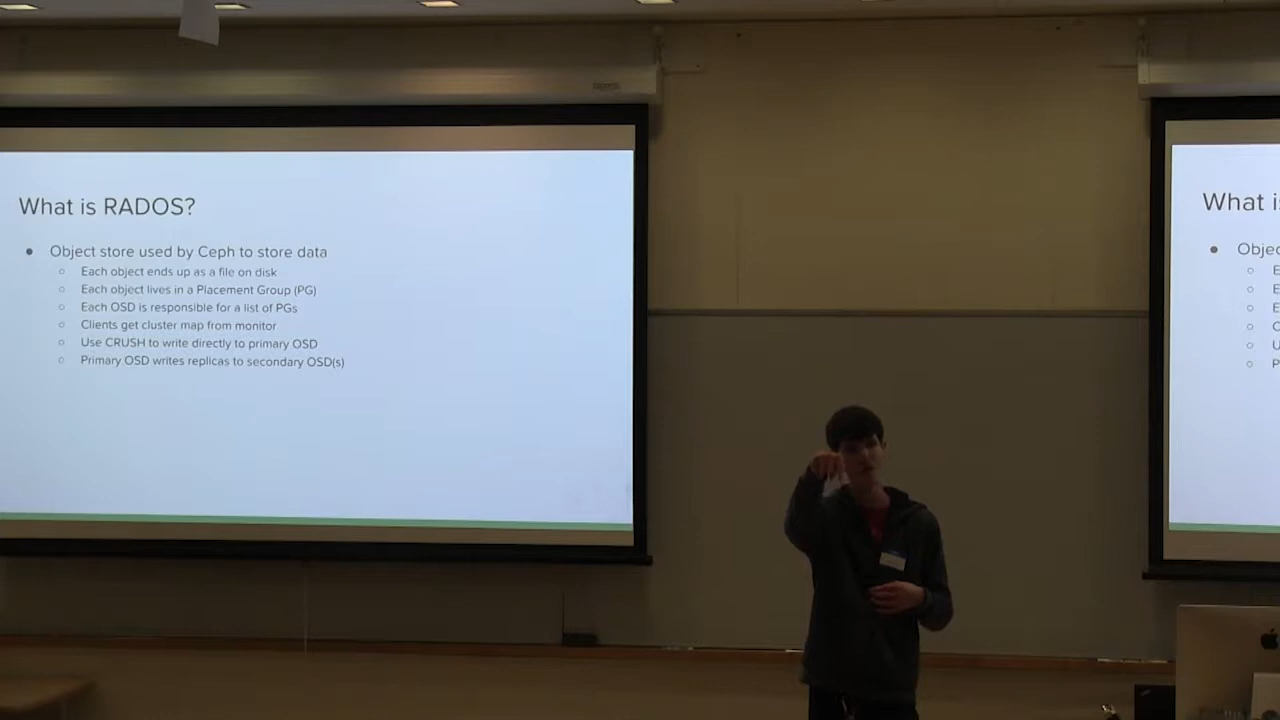 What is RADOS?
● Object store used by Ceph to store data
○ Each object ends up as a file on disk
○ Each object lives in a Placement Group (PG)
○ Each OSD is responsible for a list of PGs
○ Clients get cluster map from monitor
○ Use CRUSH to write directly to primary OSD
○ Primary OSD writes replicas to secondary OSD(s)
What i
● Objec
○ E
○ E
○ E
○ C
○ U
○ P